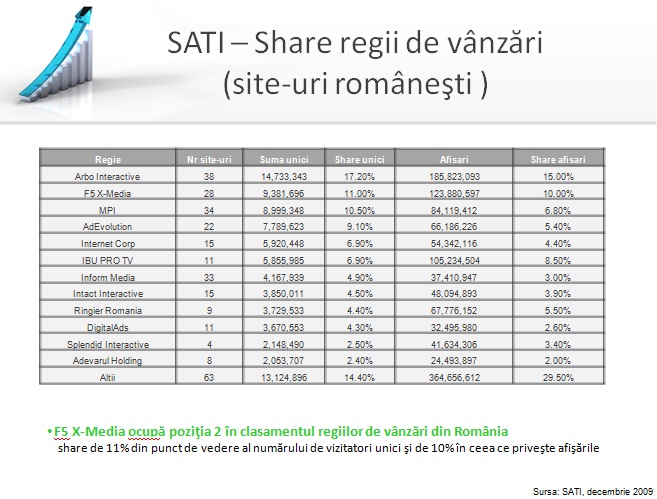 SATI – Share regii de vânzări
(site-uri româneşti )
Regie Nr site-uri Suma unici Share unici Afisari Share afisari
Arbo Interactive 38 14,733,343 17.20% 185,823,093 15.00%
F5 X-Media 28 9,381,696 11.00% 123,880,597 10.00%
MPI 34 8,999,348 10.50% 84,119,412 6.80%
AdEvolution 22 7,789,623 9.10% 66,186,226 5.40%
Internet Corp 15 5,920,448 6.90% 54,342,116 4.40%
IBU PRO TV 11 5,855,985 6.90% 105,234,504 8.50%
Inform Media 33 4,167,939 4.90% 37,410,947 3.00%
Intact Interactive 15 3,850,011 4.50% 48,094,893 3.90%
Ringier Romania 9 3,729,533 4.40% 67,776,152 5.50%
DigitalAds 11 3,670,553 4.30% 32,495,980 2.60%
Splendid Interactive 4 2,148,490 2.50% 41,634,306 3.40%
Adevarul Holding 8 2,053,707 2.40% 24,493,897 2.00%
Altii 63 13,124,896 14.40% 364,656,612 29.50%
•F5 X-Media ocupă poziţia 2 în clasamentul regiilor de vânzări din România
share de 11% din punct de vedere al numărului de vizitatori unici şi de 10% în ceea ce priveşte afişările
Sursa: SATI, decembrie 2009